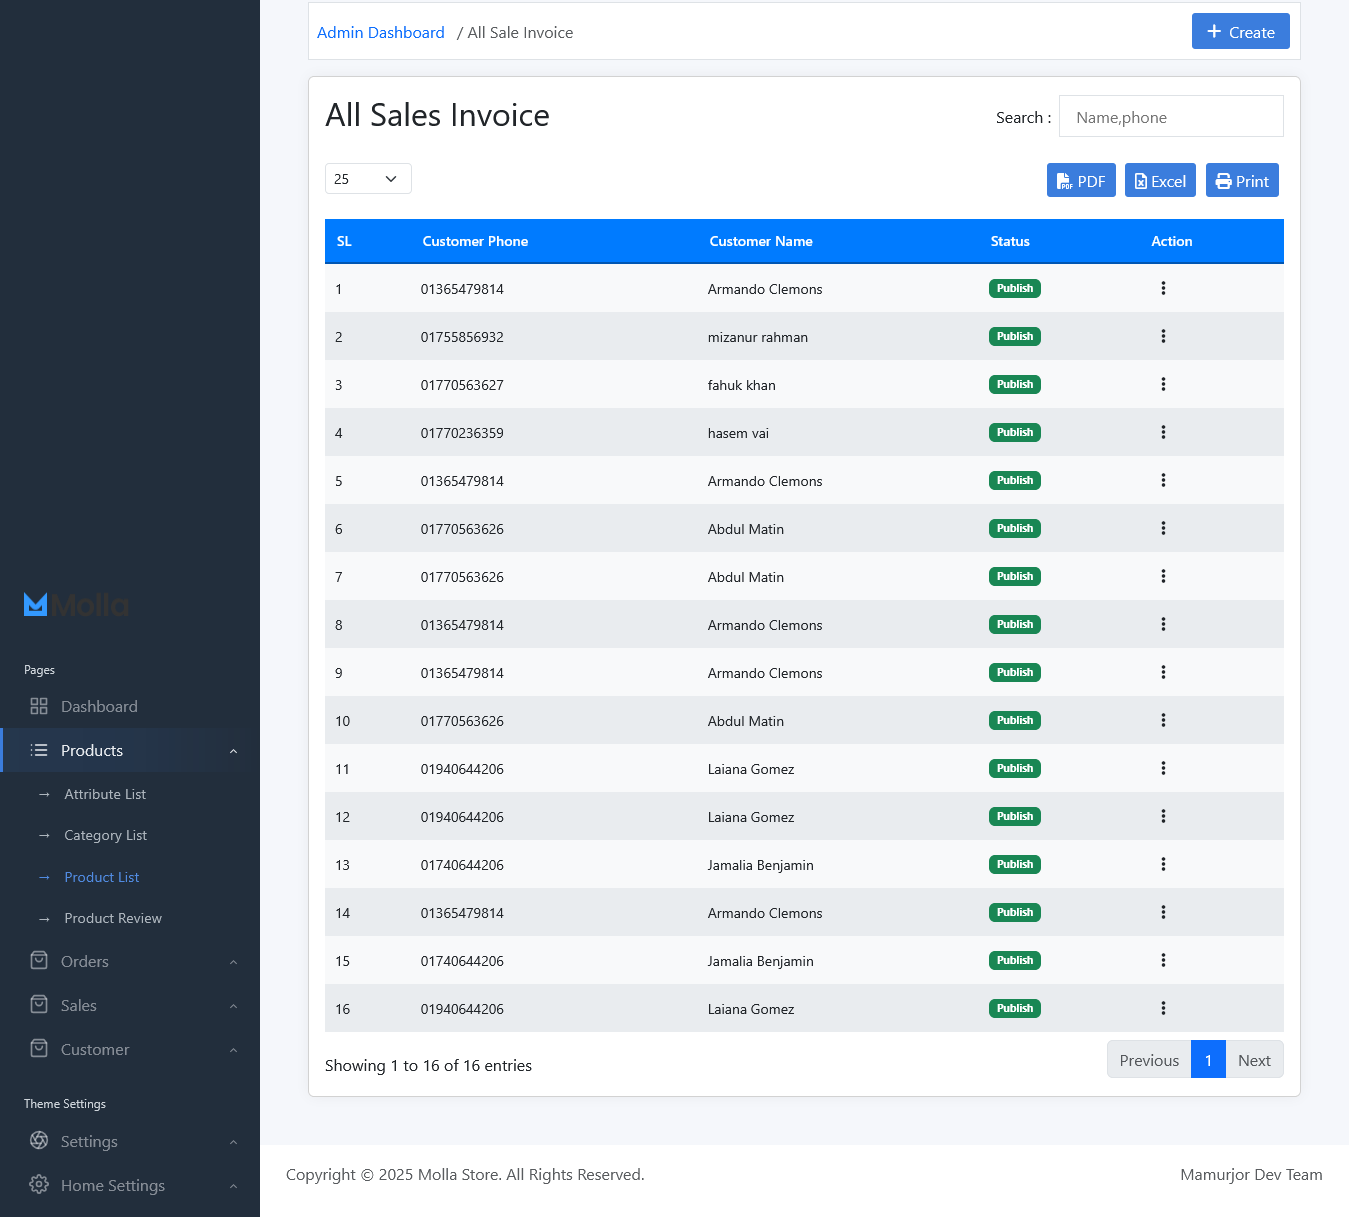 Molla
Pages
Dashboard
Products
→ Attribute List
→ Category List
→ Product List
→ Product Review
Orders
Sales
Customer
Theme Settings
Settings
Home Settings
Admin Dashboard / All Sale Invoice
+ Create
All Sales Invoice
Search : Name,phone
25
PDF Excel Print
SL Customer Phone Customer Name Status Action
1 01365479814 Armando Clemons Publish
2 01755856932 mizanur rahman Publish
3 01770563627 fahuk khan Publish
4 01770236359 hasem vai Publish
5 01365479814 Armando Clemons Publish
6 01770563626 Abdul Matin Publish
7 01770563626 Abdul Matin Publish
8 01365479814 Armando Clemons Publish
9 01365479814 Armando Clemons Publish
10 01770563626 Abdul Matin Publish
11 01940644206 Laiana Gomez Publish
12 01940644206 Laiana Gomez Publish
13 01740644206 Jamalia Benjamin Publish
14 01365479814 Armando Clemons Publish
15 01740644206 Jamalia Benjamin Publish
16 01940644206 Laiana Gomez Publish
Showing 1 to 16 of 16 entries
Previous 1 Next
Copyright © 2025 Molla Store. All Rights Reserved.
Mamurjor Dev Team